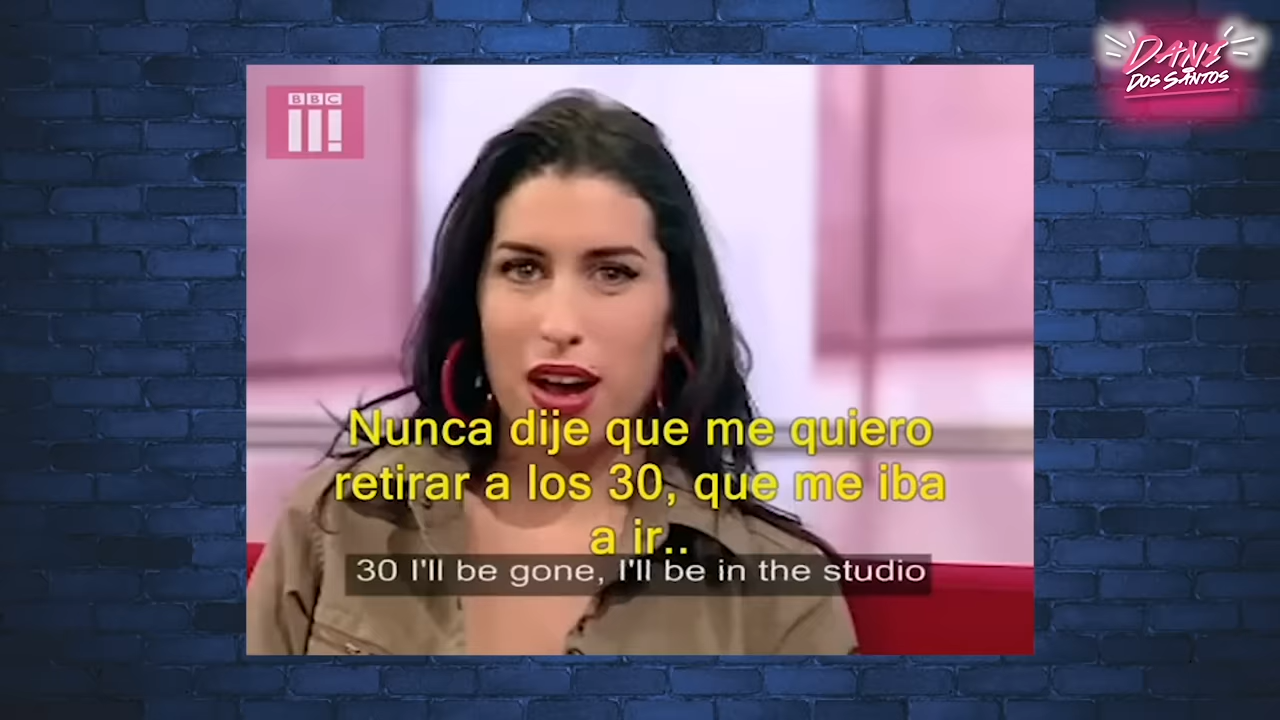 DANI
DOS SANTOS
BBC
III!
Nunca dije que me quiero
retirar a los 30, que me iba
a ir..
30 I'll be gone, I'll be in the studio